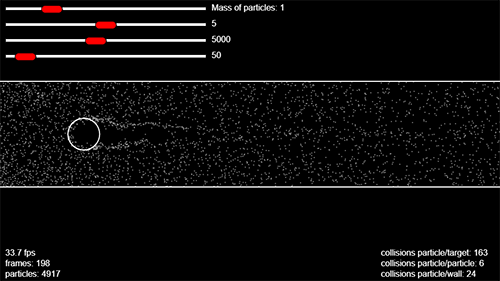 Mass of particles: 1
5
5000
50
33.7 fps
frames: 198
particles: 4917
collisions particle/target: 163
collisions particle/particle: 6
collisions particle/wall: 24